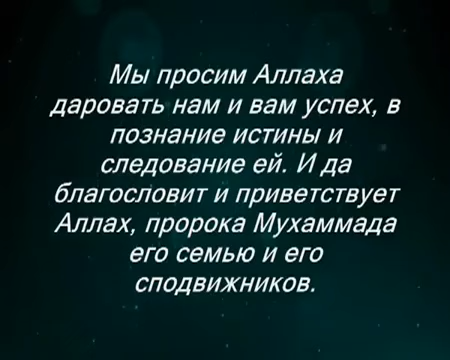 Мы просим Аллаха
даровать нам и вам успех, в
познание истины и
следование ей. И да
благословит и приветствует
Аллах, пророка Мухаммада
его семью и его
сподвижников.